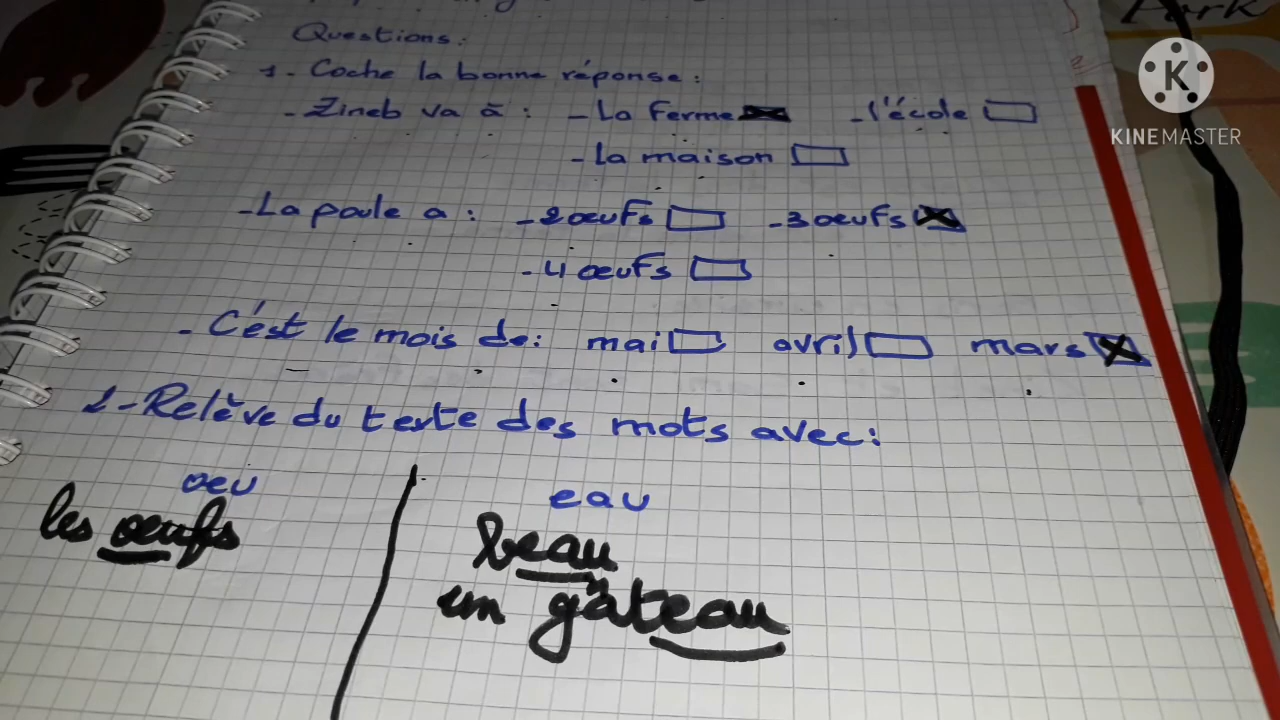 Questions:
1 - Coche la bonne réponse:
- Zineb va à : - La ferme - l'école
- la maison
- La poule a : - 2 oeufs - 3 oeufs
- 4 oeufs
- C'ést le mois de: mai avril mars
2 - Relève du texte des mots avec:
oeu eau
les oeufs beau
un gâteau
Park
KINEMASTER